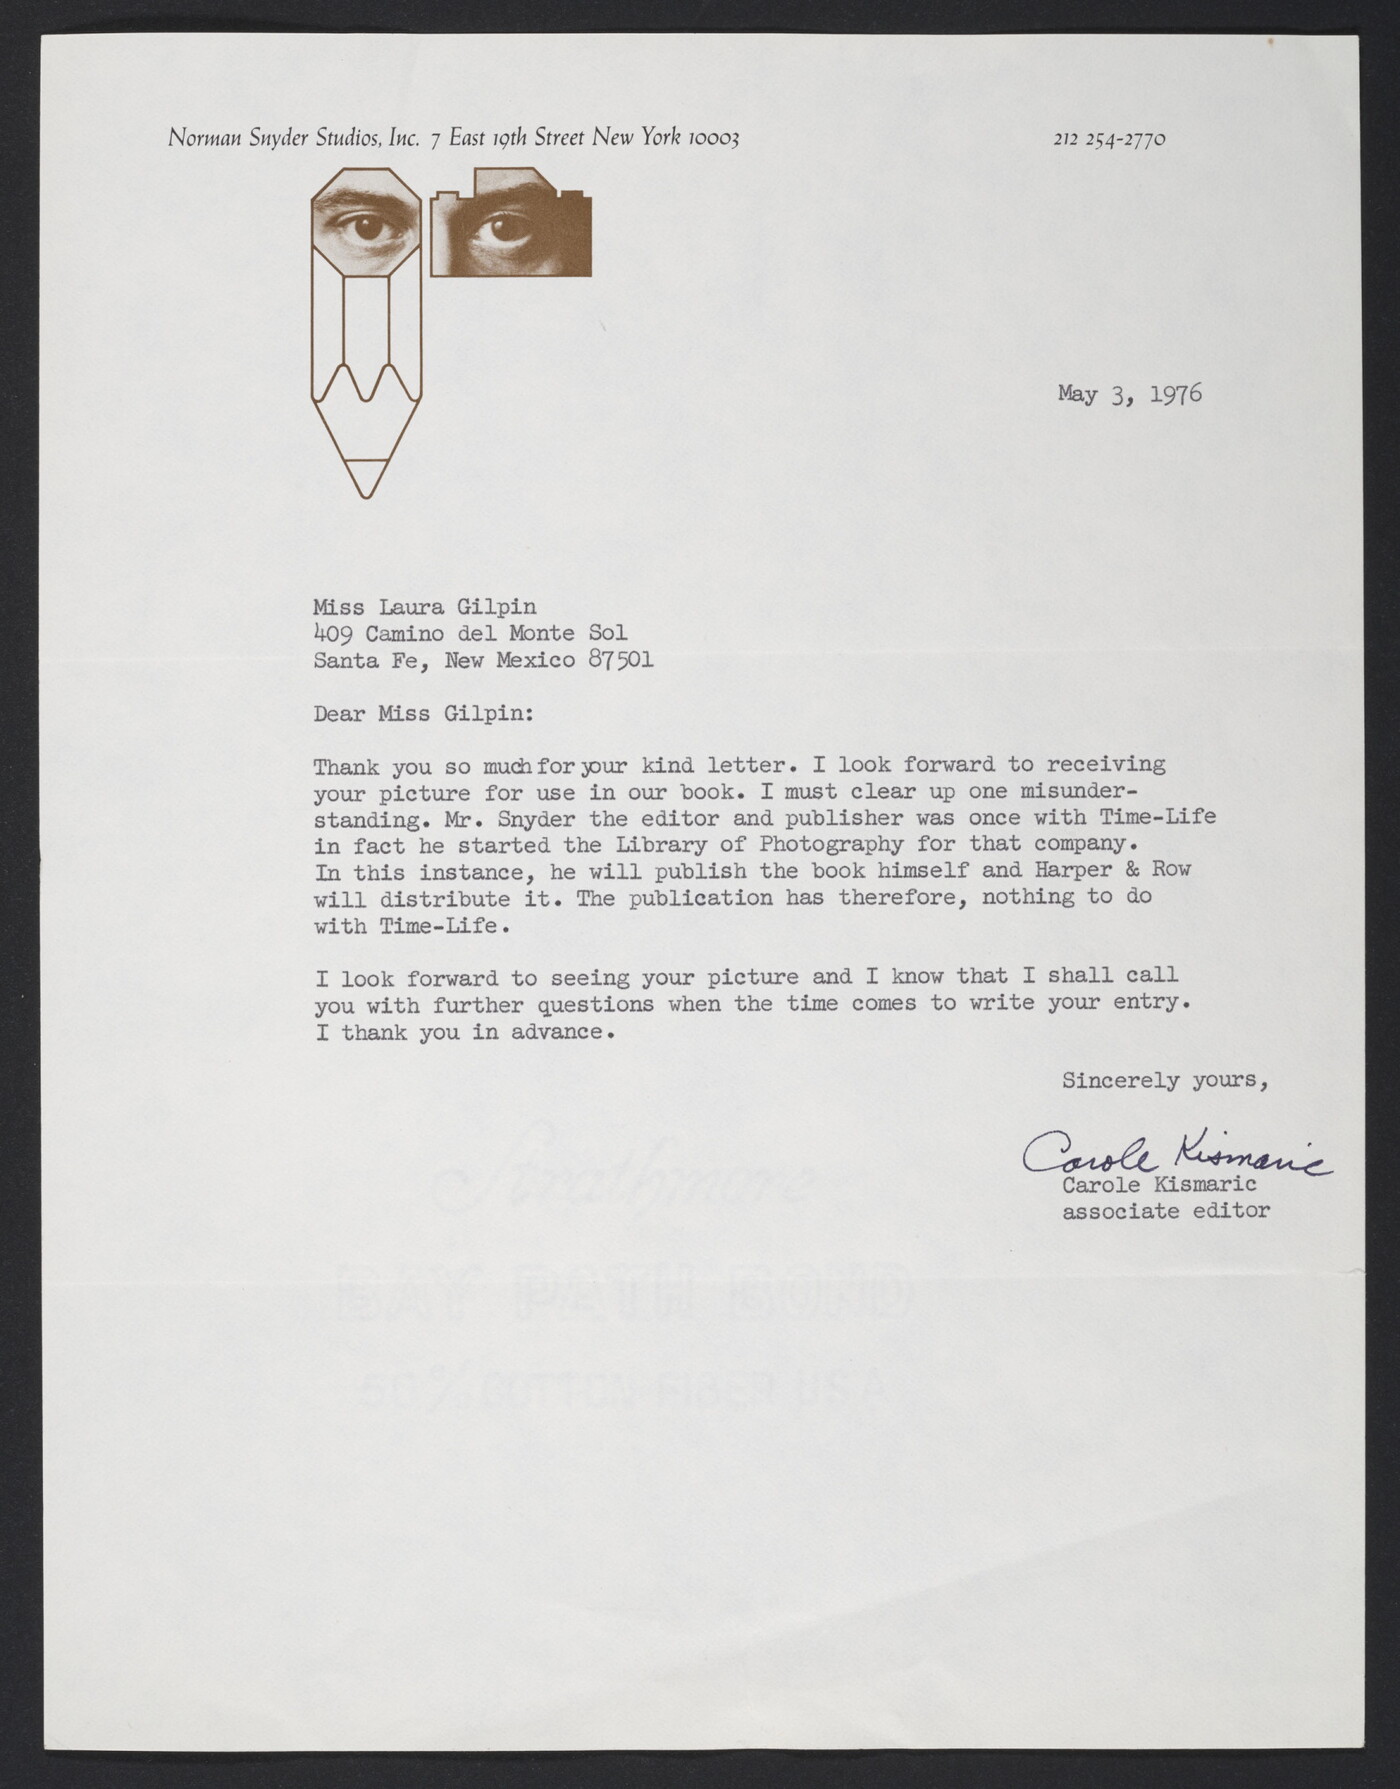 Norman Snyder Studios, Inc. 7 East 19th Street New York 10003 212 254-2770
May 3, 1976
Miss Laura Gilpin
409 Camino del Monte Sol
Santa Fe, New Mexico 87501
Dear Miss Gilpin:
Thank you so much for your kind letter. I look forward to receiving
your picture for use in our book. I must clear up one misunder-
standing. Mr. Snyder the editor and publisher was once with Time-Life
in fact he started the Library of Photography for that company.
In this instance, he will publish the book himself and Harper & Row
will distribute it. The publication has therefore, nothing to do
with Time-Life.
I look forward to seeing your picture and I know that I shall call
you with further questions when the time comes to write your entry.
I thank you in advance.
Sincerely yours,
Carole Kismaric
Carole Kismaric
associate editor
Strathmore
BAY PATH BOND
COTTON FIBER USA